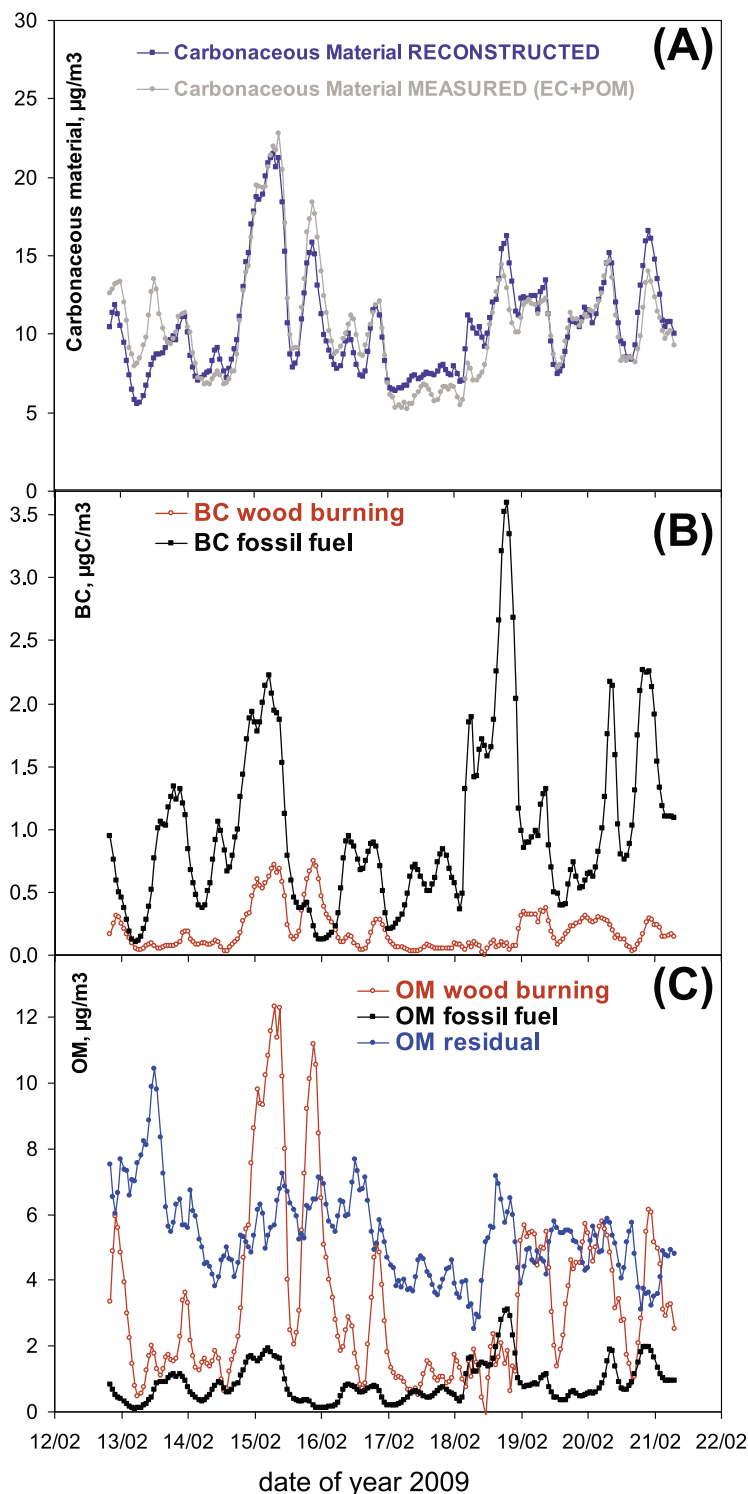 30
25
20
15
10
5
0
Carbonaceous material, µg/m3
(A)
Carbonaceous Material RECONSTRUCTED
Carbonaceous Material MEASURED (EC+POM)
3.5
3.0
2.5
2.0
1.5
1.0
0.5
0.0
BC, µgC/m3
(B)
BC wood burning
BC fossil fuel
12
10
8
6
4
2
0
OM, µg/m3
(C)
OM wood burning
OM fossil fuel
OM residual
12/02 13/02 14/02 15/02 16/02 17/02 18/02 19/02 20/02 21/02 22/02
date of year 2009